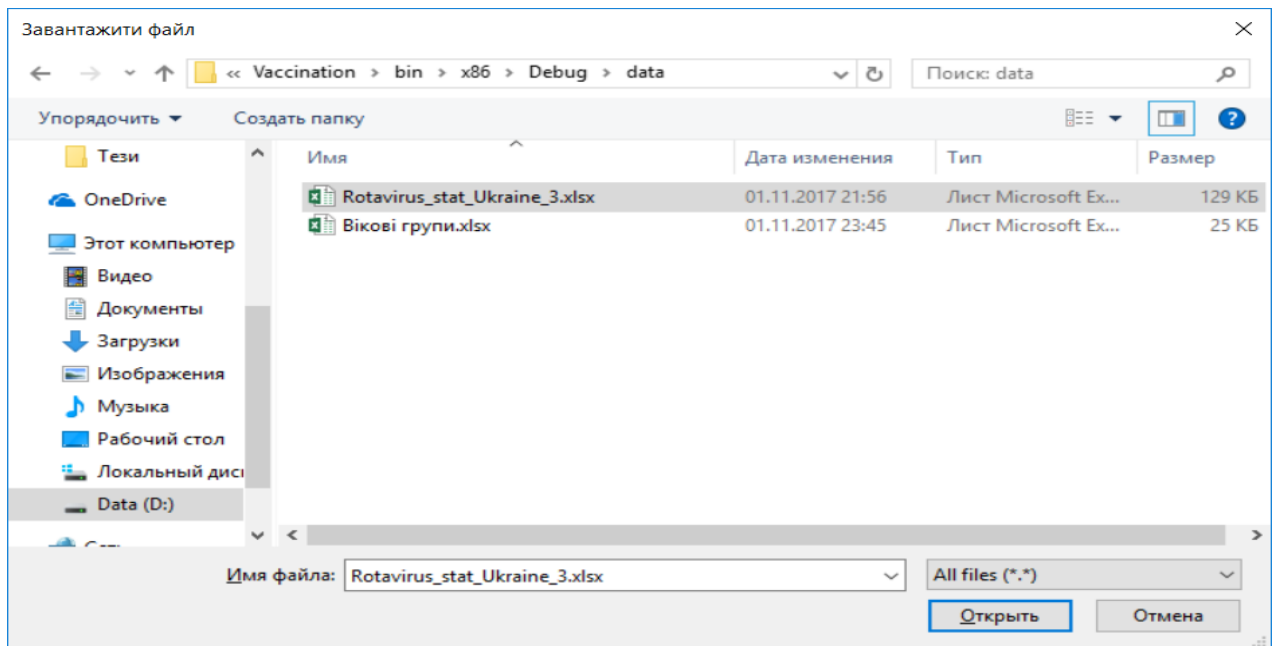 Завантажити файл
« Vaccination > bin > x86 > Debug > data
Поиск: data
Упорядочить
Создать папку
Имя
Дата изменения
Тип
Размер
Тези
OneDrive
Этот компьютер
Видео
Документы
Загрузки
Изображения
Музыка
Рабочий стол
Локальный дис
Data (D:)
Rotavirus_stat_Ukraine_3.xlsx 01.11.2017 21:56 Лист Microsoft Ex... 129 КБ
Вікові групи.xlsx 01.11.2017 23:45 Лист Microsoft Ex... 25 КБ
Имя файла: Rotavirus_stat_Ukraine_3.xlsx
All files (*.*)
Открыть
Отмена